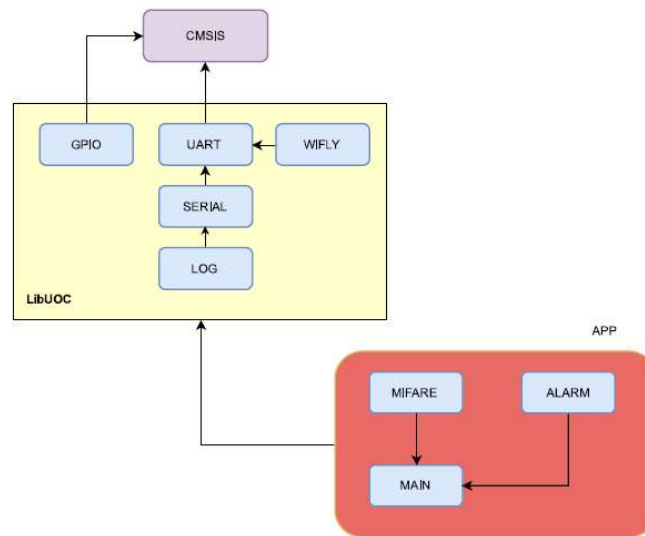 CMSIS
GPIO
UART
WIFLY
SERIAL
LOG
LibUOC
APP
MIFARE
ALARM
MAIN